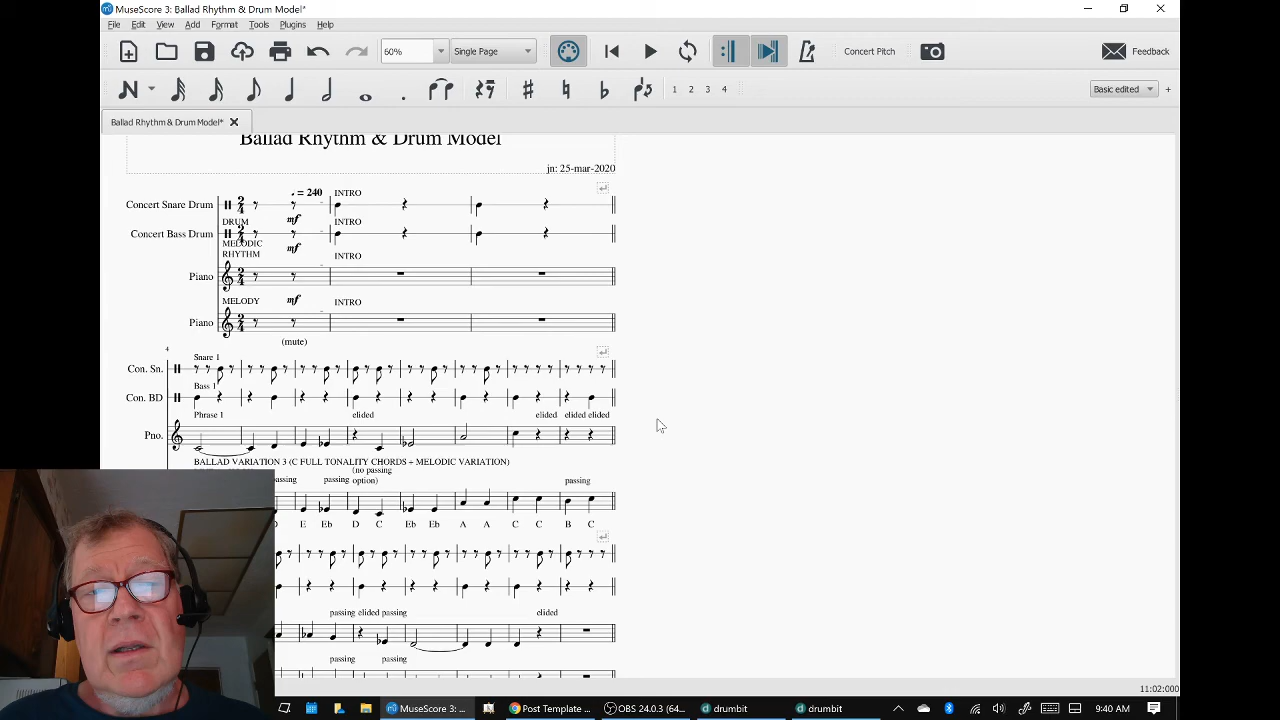 MuseScore 3: Ballad Rhythm & Drum Model*
File Edit View Add Format Tools Plugins Help
60% Single Page Concert Pitch Feedback
1 2 3 4 Basic edited +
Ballad Rhythm & Drum Model*
Ballad Rhythm & Drum Model
jn: 25-mar-2020
= 240 INTRO
Concert Snare Drum
DRUM mf INTRO
Concert Bass Drum
MELODIC mf
RHYTHM INTRO
Piano
MELODY mf INTRO
Piano
4 (mute)
Snare 1
Con. Sn.
Bass 1
Con. BD
Phrase 1 elided elided elided elided
Pno.
BALLAD VARIATION 3 (C FULL TONALITY CHORDS + MELODIC VARIATION)
(no passing
passing option) passing
E Eb D C Eb Eb A A C C B C
passing elided passing elided
passing passing
11:02:000
MuseScore 3: ... Post Template ... OBS 24.0.3 (64... drumbit drumbit 9:40 AM